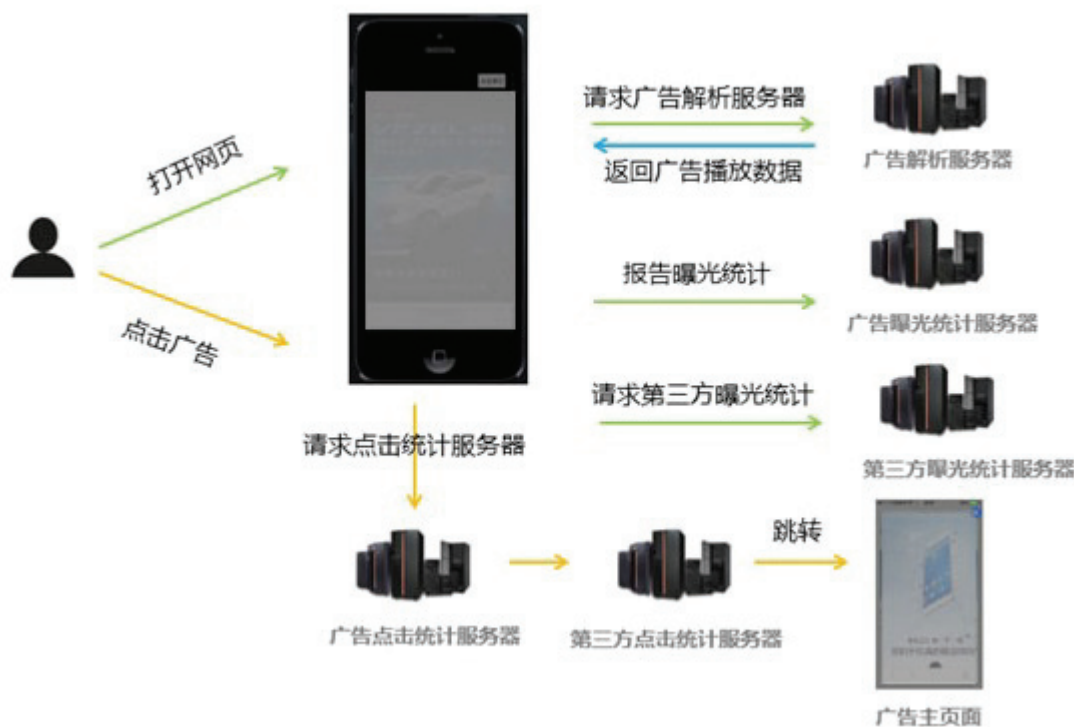 请求广告解析服务器
返回广告播放数据
广告解析服务器
打开网页
报告曝光统计
广告曝光统计服务器
点击广告
请求第三方曝光统计
第三方曝光统计服务器
请求点击统计服务器
跳转
广告点击统计服务器
第三方点击统计服务器
广告主页面